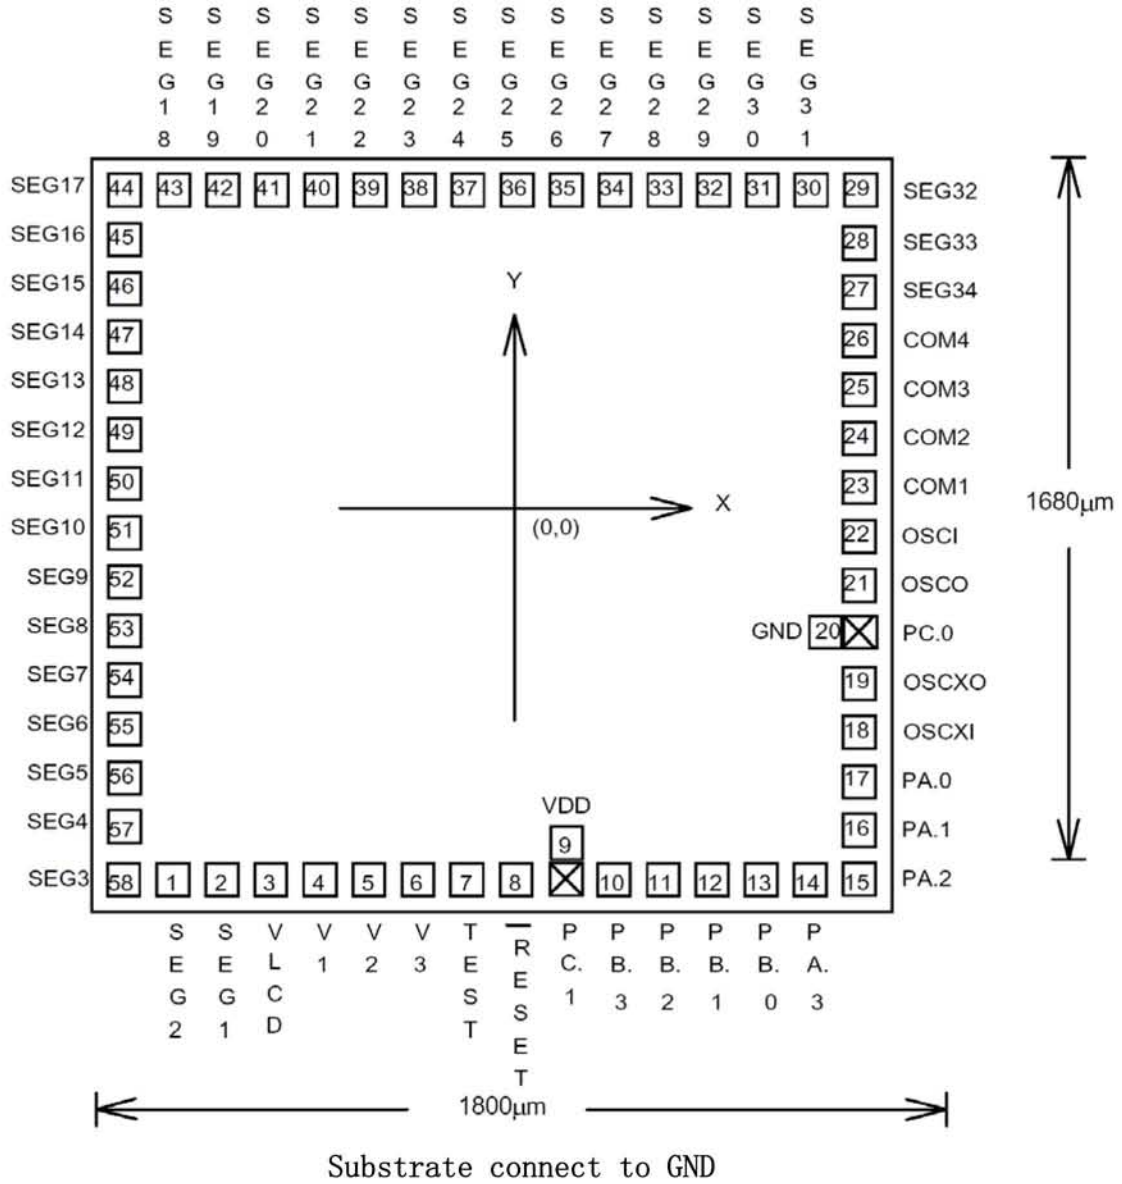 SEG18 SEG19 SEG20 SEG21 SEG22 SEG23 SEG24 SEG25 SEG26 SEG27 SEG28 SEG29 SEG30 SEG31
SEG17 44 43 42 41 40 39 38 37 36 35 34 33 32 31 30 29 SEG32
SEG16 45 28 SEG33
SEG15 46 Y 27 SEG34
SEG14 47 26 COM4
SEG13 48 25 COM3
SEG12 49 24 COM2
SEG11 50 23 COM1
X 1680μm
SEG10 51 (0,0) 22 OSCI
SEG9 52 21 OSCO
SEG8 53 GND 20 PC.0
SEG7 54 19 OSCXO
SEG6 55 18 OSCXI
SEG5 56 17 PA.0
VDD
SEG4 57 9 16 PA.1
SEG3 58 1 2 3 4 5 6 7 8 10 11 12 13 14 15 PA.2
SEG2 SEG1 VLCD V1 V2 V3 TEST RESET PC.1 PB.3 PB.2 PB.1 PB.0 PA.3
1800μm
Substrate connect to GND